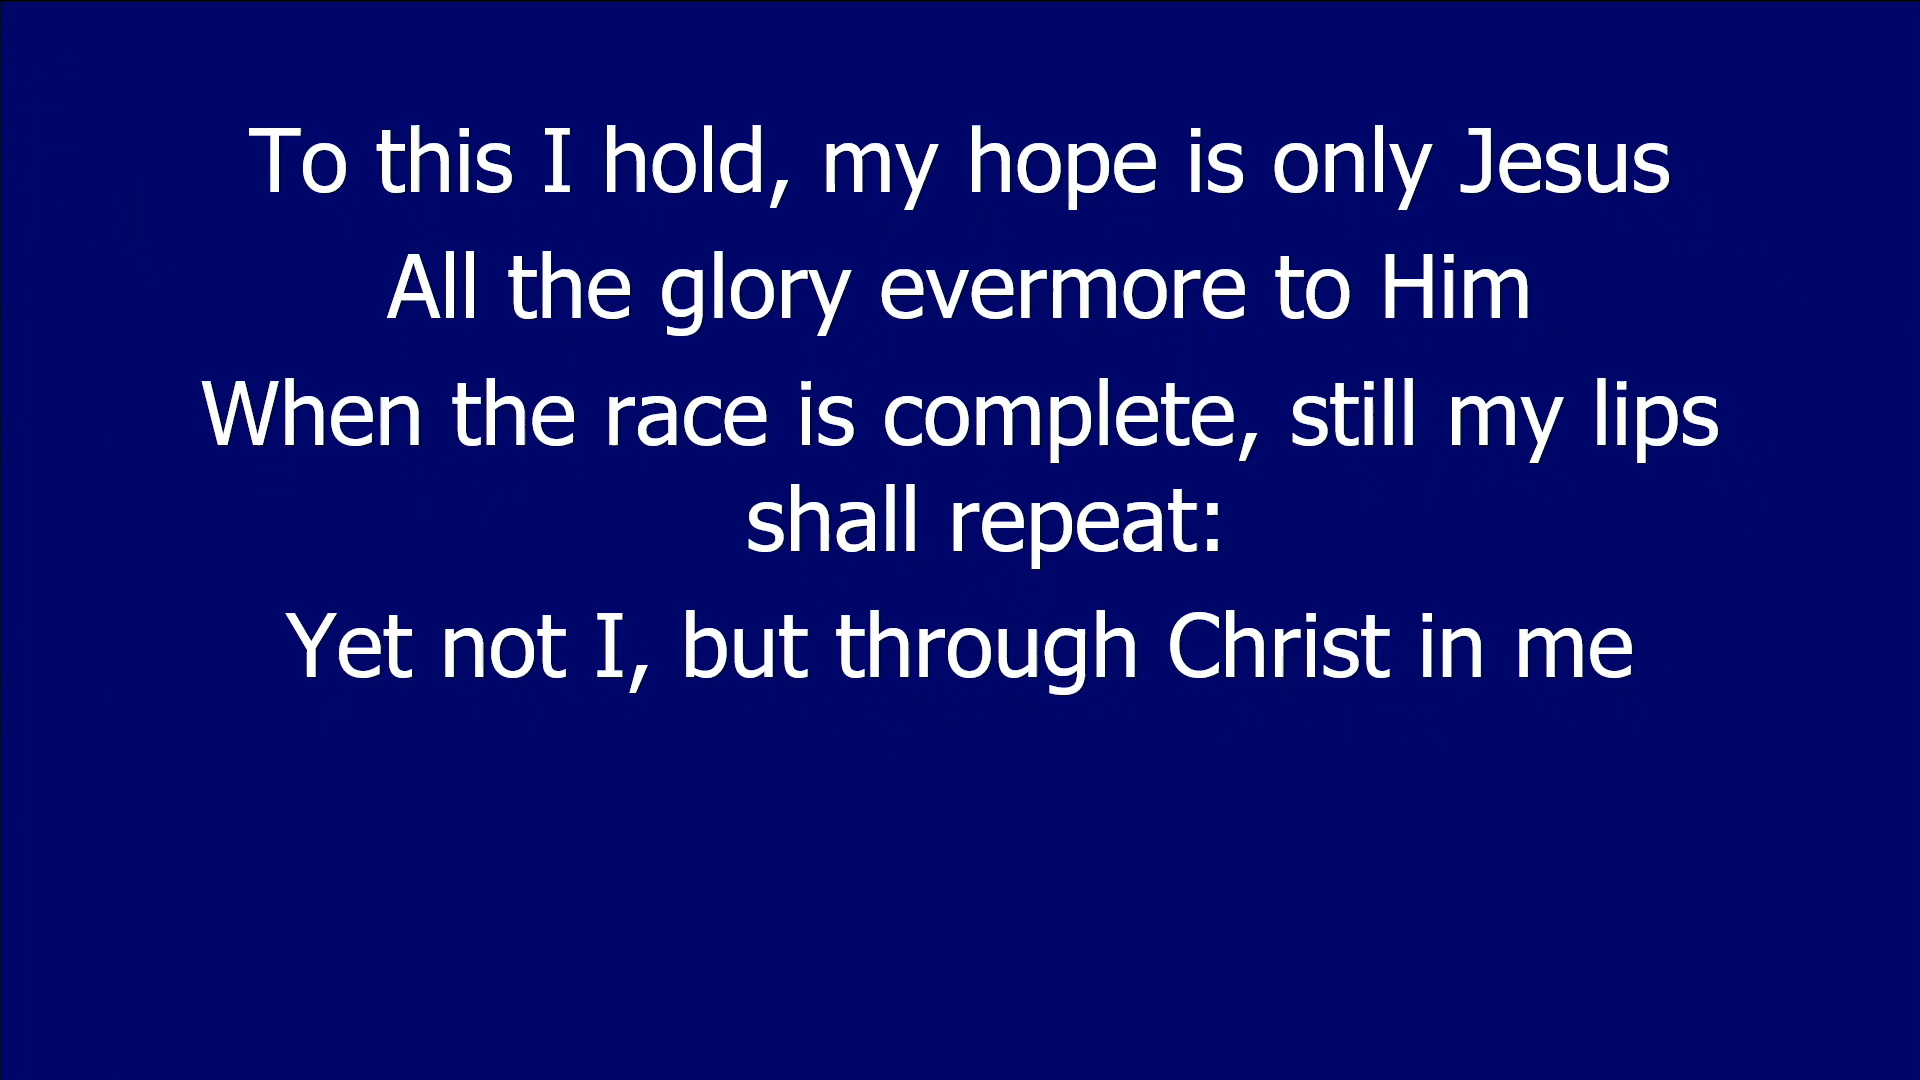 To this I hold, my hope is only Jesus
All the glory evermore to Him
When the race is complete, still my lips
shall repeat:
Yet not I, but through Christ in me